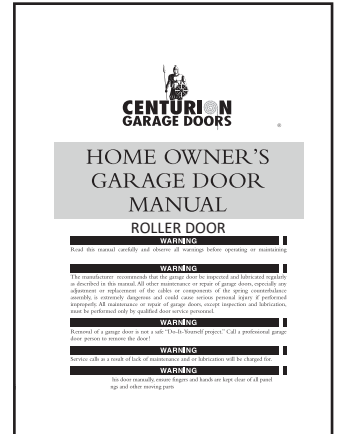 CENTURION
GARAGE DOORS
®
HOME OWNER'S
GARAGE DOOR
MANUAL
ROLLER DOOR
WARNING
Read this manual carefully and observe all warnings before operating or maintaining
WARNING
The manufacturer recommends that the garage door be inspected and lubricated regularly
as described in this manual. All other maintenance or repair of garage doors, especially any
adjustment or replacement of the cables or components of the spring counterbalance
assembly, is extremely dangerous and could cause serious personal injury if performed
improperly. All maintenance or repair of garage doors, except inspection and lubrication,
must be performed only by qualified door service personnel.
WARNING
Removal of a garage door is not a safe "Do-It-Yourself project." Call a professional garage
door person to remove the door!
WARNING
Service calls as a result of lack of maintenance and or lubrication will be charged for.
WARNING
his door manually, ensure fingers and hands are kept clear of all panel
ngs and other moving parts